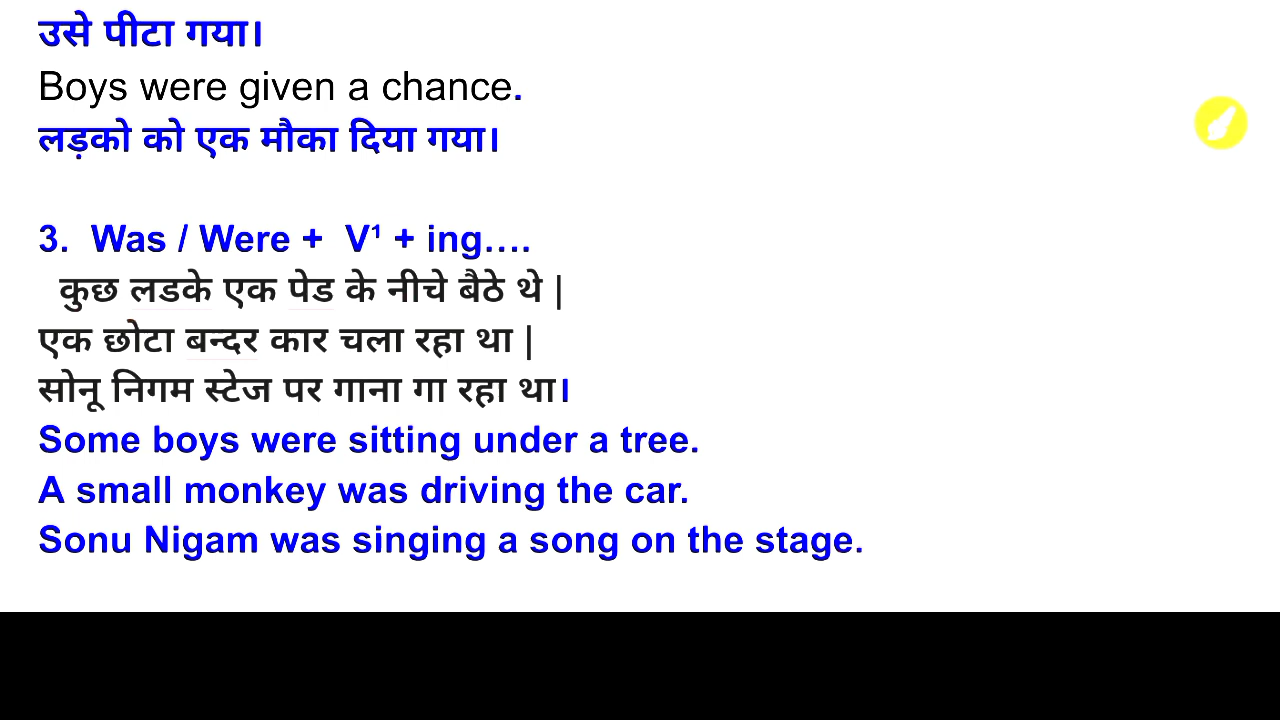 उसे पीटा गया।
Boys were given a chance.
लड़को को एक मौका दिया गया।
3. Was / Were + V¹ + ing….
कुछ लडके एक पेड के नीचे बैठे थे |
एक छोटा बन्दर कार चला रहा था |
सोनू निगम स्टेज पर गाना गा रहा था।
Some boys were sitting under a tree.
A small monkey was driving the car.
Sonu Nigam was singing a song on the stage.